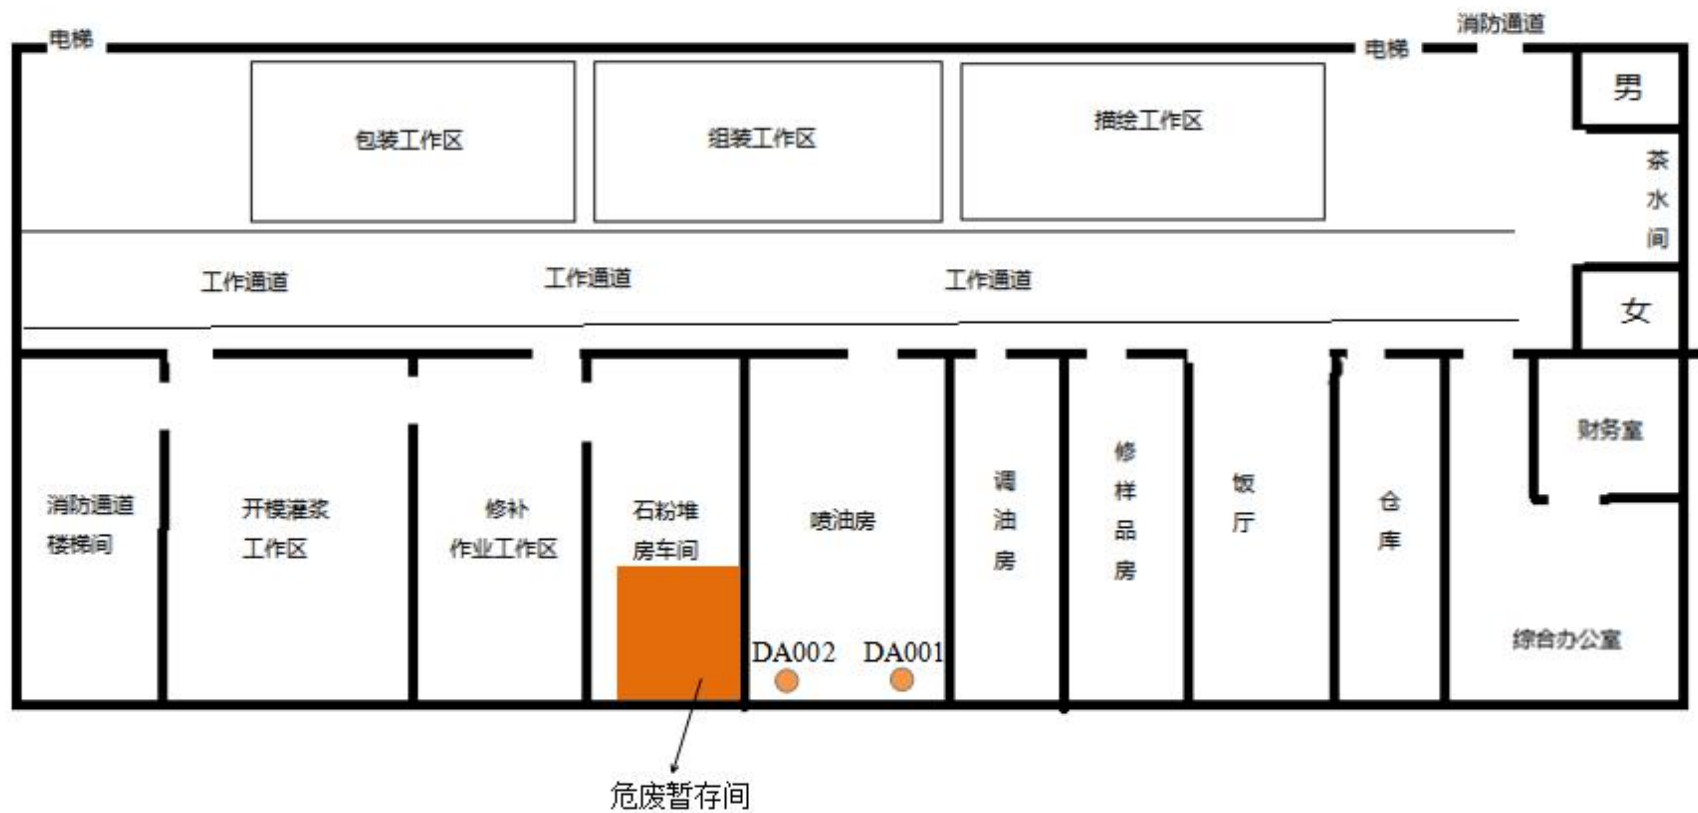 消防通道
电梯
电梯
男
包装工作区
组装工作区
描绘工作区
茶
水
间
工作通道
工作通道
工作通道
女
财务室
消防通道
楼梯间
开模灌浆
工作区
修补
作业工作区
石粉堆
房车间
喷油房
调
油
房
修
样
品
房
饭
厅
仓
库
综合办公室
DA002
DA001
危废暂存间